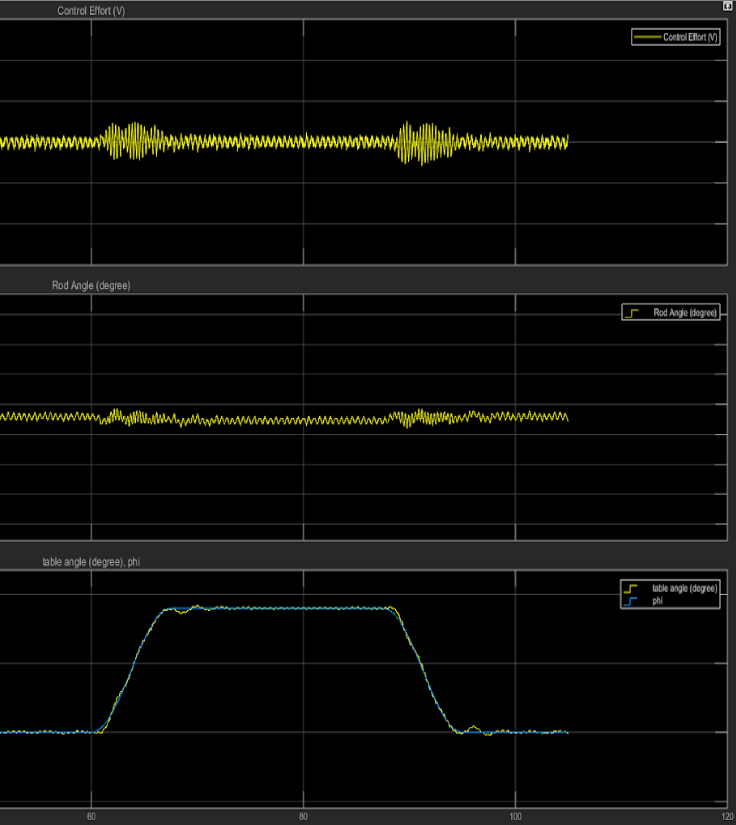 Control Effort (V)
Control Effort (V)
Rod Angle (degree)
Rod Angle (degree)
table angle (degree), phi
table angle (degree)
phi
60
80
100
120